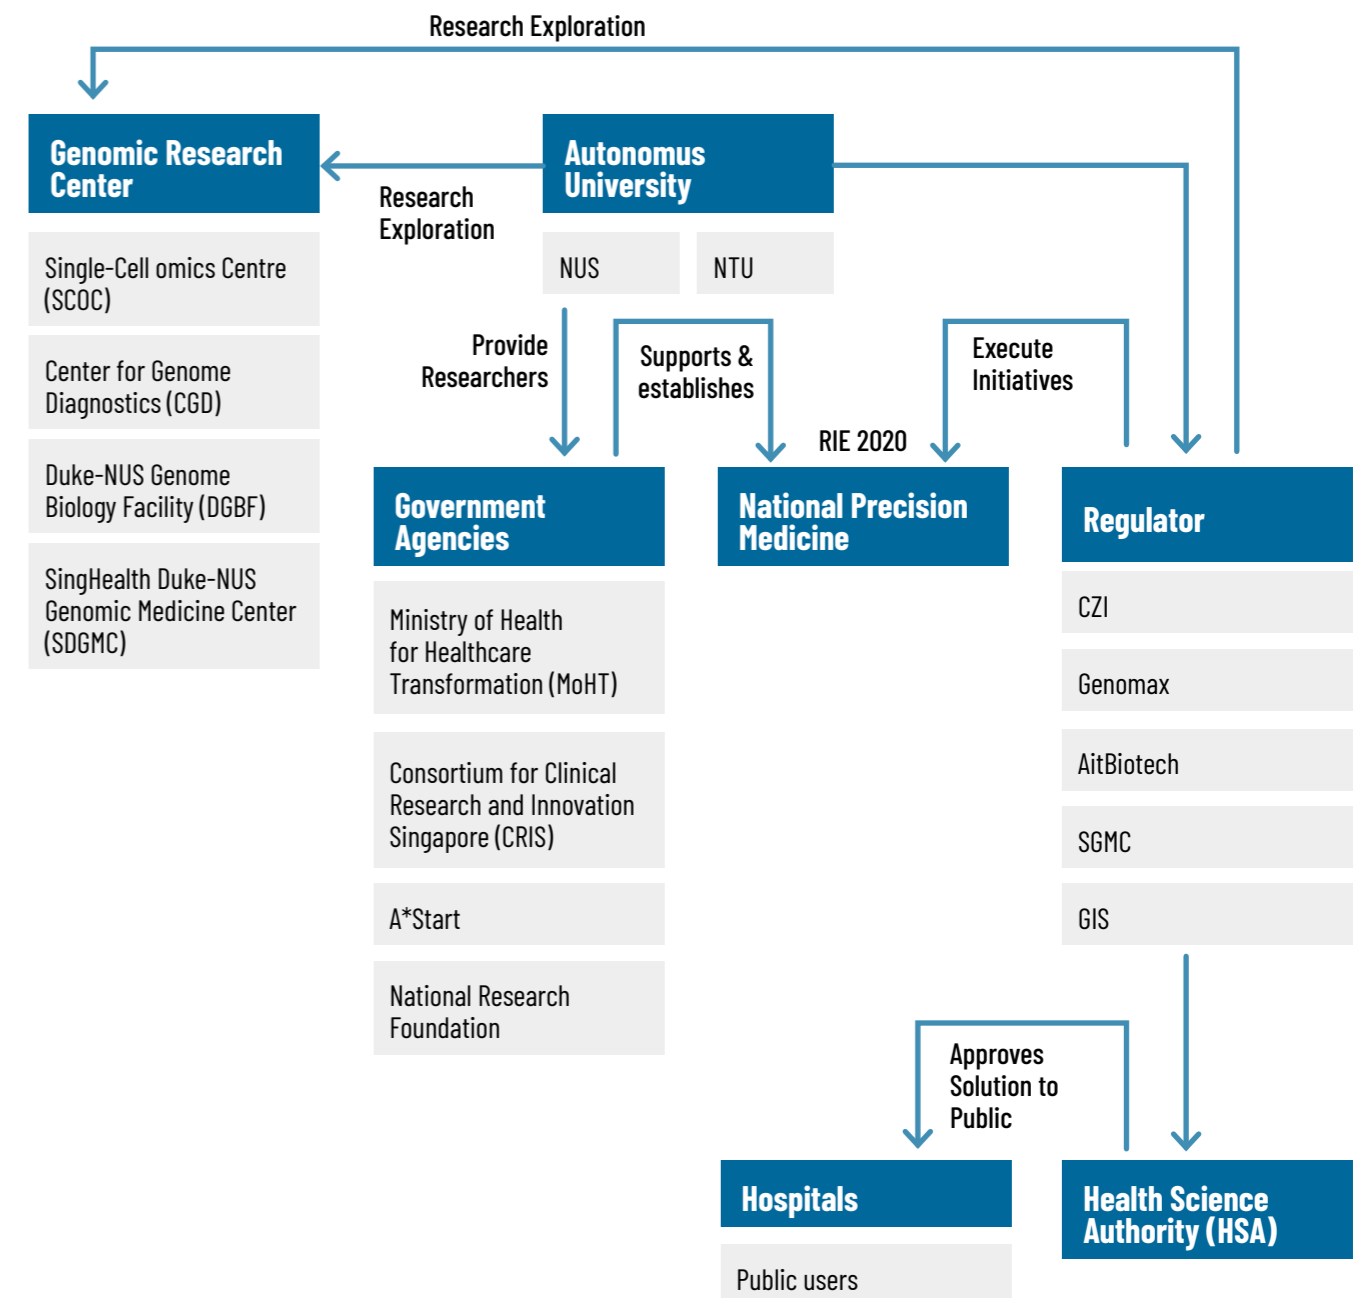 Research Exploration
Genomic Research
Center
Autonomus
University
Research
Exploration
Single-Cell omics Centre
(SCOC)
Center for Genome
Diagnostics (CGD)
Duke-NUS Genome
Biology Facility (DGBF)
SingHealth Duke-NUS
Genomic Medicine Center
(SDGMC)
NUS
NTU
Provide
Researchers
Supports &
establishes
Execute
Initiatives
RIE 2020
Government
Agencies
Ministry of Health
for Healthcare
Transformation (MoHT)
Consortium for Clinical
Research and Innovation
Singapore (CRIS)
A*Start
National Research
Foundation
National Precision
Medicine
Regulator
CZI
Genomax
AitBiotech
SGMC
GIS
Approves
Solution to
Public
Hospitals
Public users
Health Science
Authority (HSA)